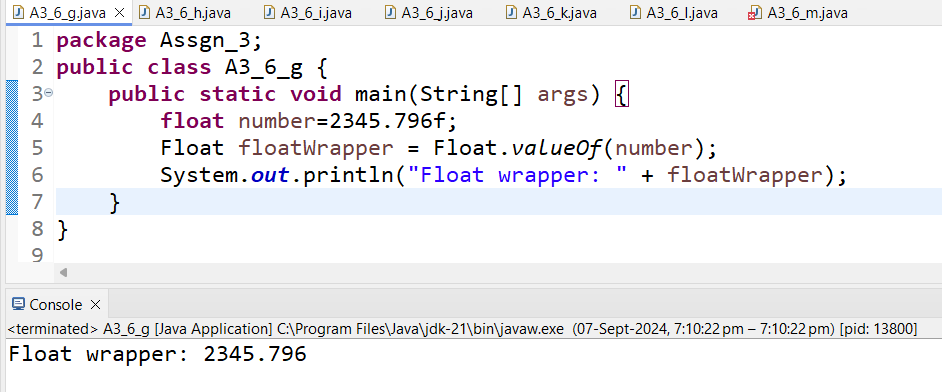 A3_6_g.java A3_6_h.java A3_6_i.java A3_6_j.java A3_6_k.java A3_6_l.java A3_6_m.java
1 package Assgn_3;
2 public class A3_6_g {
3     public static void main(String[] args) {
4         float number=2345.796f;
5         Float floatWrapper = Float.valueOf(number);
6         System.out.println("Float wrapper: " + floatWrapper);
7     }
8 }
9
Console
<terminated> A3_6_g [Java Application] C:\Program Files\Java\jdk-21\bin\javaw.exe (07-Sept-2024, 7:10:22 pm – 7:10:22 pm) [pid: 13800]
Float wrapper: 2345.796